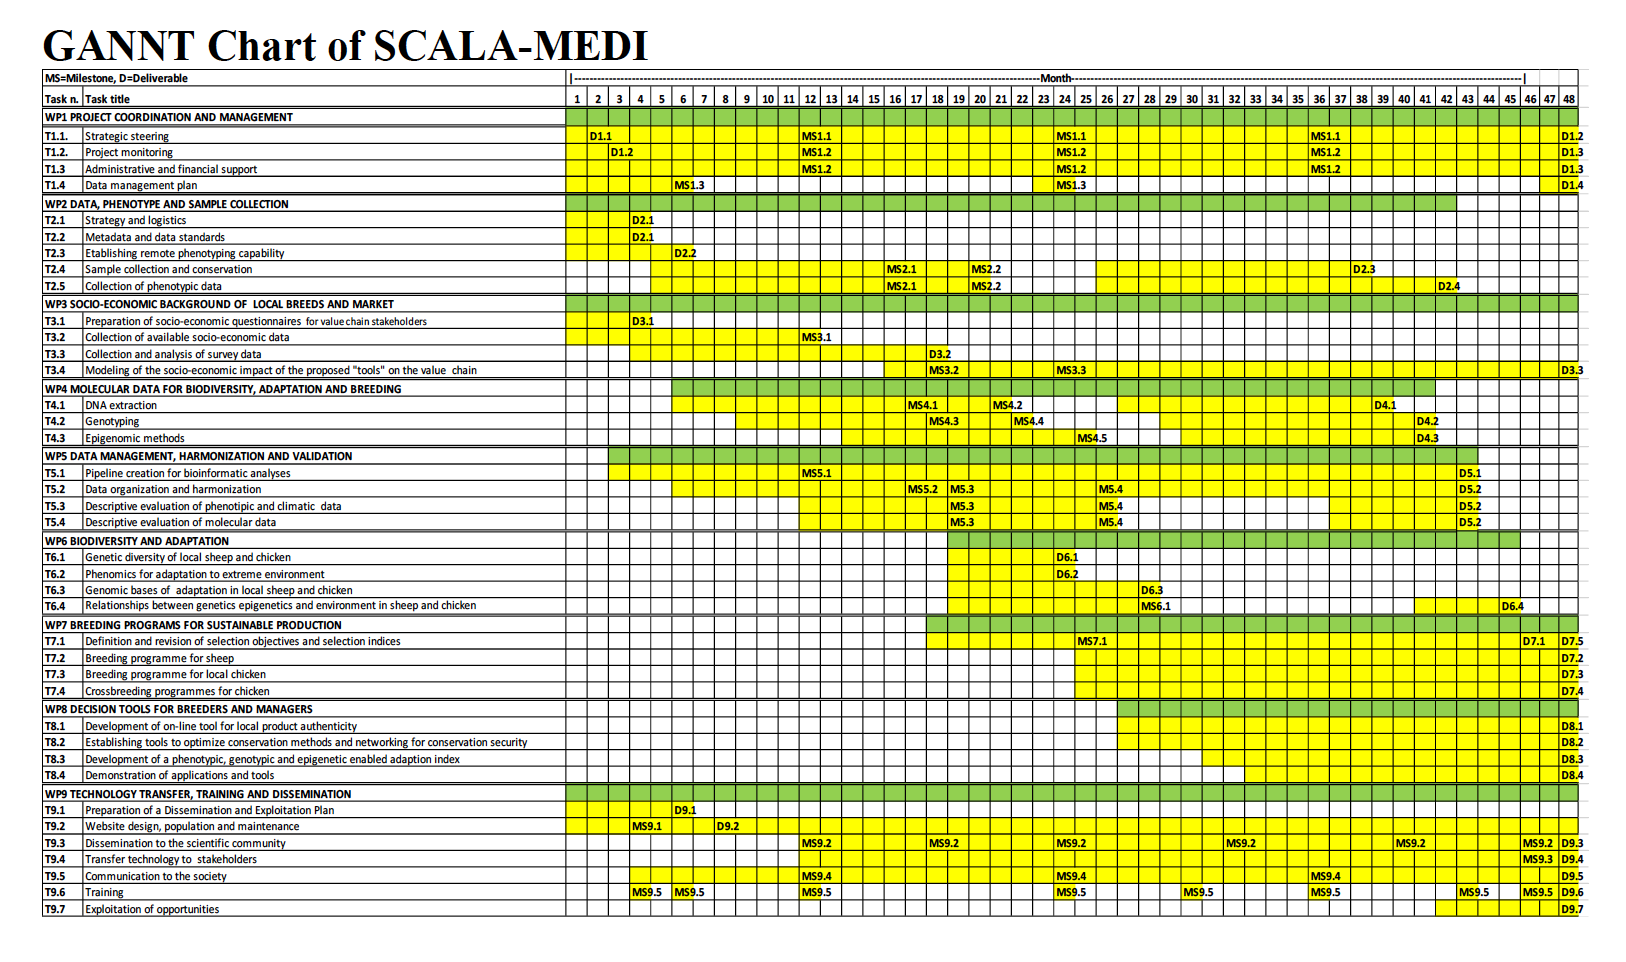 GANNT Chart of SCALA-MEDI
MS=Milestone, D=Deliverable |---Month---|
Task n. Task title 1 2 3 4 5 6 7 8 9 10 11 12 13 14 15 16 17 18 19 20 21 22 23 24 25 26 27 28 29 30 31 32 33 34 35 36 37 38 39 40 41 42 43 44 45 46 47 48
WP1 PROJECT COORDINATION AND MANAGEMENT
T1.1. Strategic steering D1.1 MS1.1 MS1.1 MS1.1 D1.2
T1.2. Project monitoring D1.2 MS1.2 MS1.2 MS1.2 D1.3
T1.3 Administrative and financial support MS1.2 MS1.2 MS1.2 D1.3
T1.4 Data management plan MS1.3 MS1.3 D1.4
WP2 DATA, PHENOTYPE AND SAMPLE COLLECTION
T2.1 Strategy and logistics D2.1
T2.2 Metadata and data standards D2.1
T2.3 Etablishing remote phenotyping capability D2.2
T2.4 Sample collection and conservation MS2.1 MS2.2 D2.3
T2.5 Collection of phenotypic data MS2.1 MS2.2 D2.4
WP3 SOCIO-ECONOMIC BACKGROUND OF LOCAL BREEDS AND MARKET
T3.1 Preparation of socio-economic questionnaires for value chain stakeholders D3.1
T3.2 Collection of available socio-economic data MS3.1
T3.3 Collection and analysis of survey data D3.2
T3.4 Modeling of the socio-economic impact of the proposed "tools" on the value chain MS3.2 MS3.3 D3.3
WP4 MOLECULAR DATA FOR BIODIVERSITY, ADAPTATION AND BREEDING
T4.1 DNA extraction MS4.1 MS4.2 D4.1
T4.2 Genotyping MS4.3 MS4.4 D4.2
T4.3 Epigenomic methods MS4.5 D4.3
WP5 DATA MANAGEMENT, HARMONIZATION AND VALIDATION
T5.1 Pipeline creation for bioinformatic analyses MS5.1 D5.1
T5.2 Data organization and harmonization MS5.2 M5.3 M5.4 D5.2
T5.3 Descriptive evaluation of phenotipic and climatic data M5.3 M5.4 D5.2
T5.4 Descriptive evaluation of molecular data M5.3 M5.4 D5.2
WP6 BIODIVERSITY AND ADAPTATION
T6.1 Genetic diversity of local sheep and chicken D6.1
T6.2 Phenomics for adaptation to extreme environment D6.2
T6.3 Genomic bases of adaptation in local sheep and chicken D6.3
T6.4 Relationships between genetics epigenetics and environment in sheep and chicken MS6.1 D6.4
WP7 BREEDING PROGRAMS FOR SUSTAINABLE PRODUCTION
T7.1 Definition and revision of selection objectives and selection indices MS7.1 D7.1 D7.5
T7.2 Breeding programme for sheep D7.2
T7.3 Breeding programme for local chicken D7.3
T7.4 Crossbreeding programmes for chicken D7.4
WP8 DECISION TOOLS FOR BREEDERS AND MANAGERS
T8.1 Development of on-line tool for local product authenticity D8.1
T8.2 Establishing tools to optimize conservation methods and networking for conservation security D8.2
T8.3 Development of a phenotypic, genotypic and epigenetic enabled adaption index D8.3
T8.4 Demonstration of applications and tools D8.4
WP9 TECHNOLOGY TRANSFER, TRAINING AND DISSEMINATION
T9.1 Preparation of a Dissemination and Exploitation Plan D9.1
T9.2 Website design, population and maintenance MS9.1 D9.2
T9.3 Dissemination to the scientific community MS9.2 MS9.2 MS9.2 MS9.2 MS9.2 MS9.2 D9.3
T9.4 Transfer technology to stakeholders MS9.3 D9.4
T9.5 Communication to the society MS9.4 MS9.4 MS9.4 D9.5
T9.6 Training MS9.5 MS9.5 MS9.5 MS9.5 MS9.5 MS9.5 MS9.5 MS9.5 D9.6
T9.7 Exploitation of opportunities D9.7